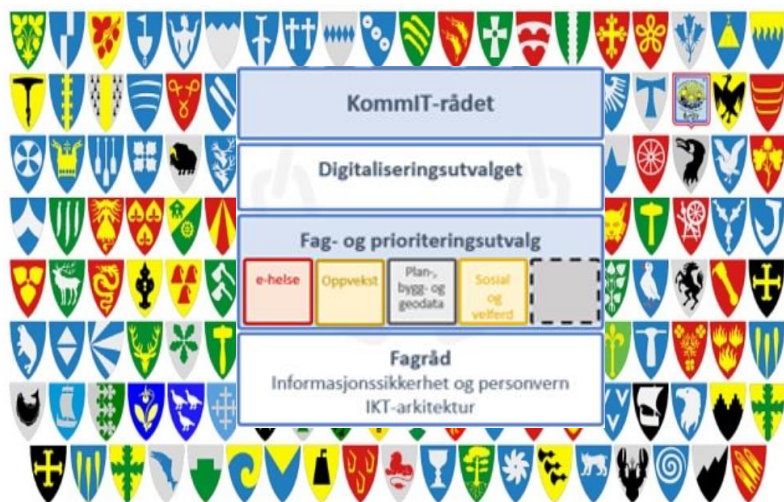 KommIT-rådet
Digitaliseringsutvalget
Fag- og prioriteringsutvalg
e-helse
Oppvekst
Plan-,
bygg- og
geodata
Sosial
og
velferd
Fagråd
Informasjonssikkerhet og personvern
IKT-arkitektur